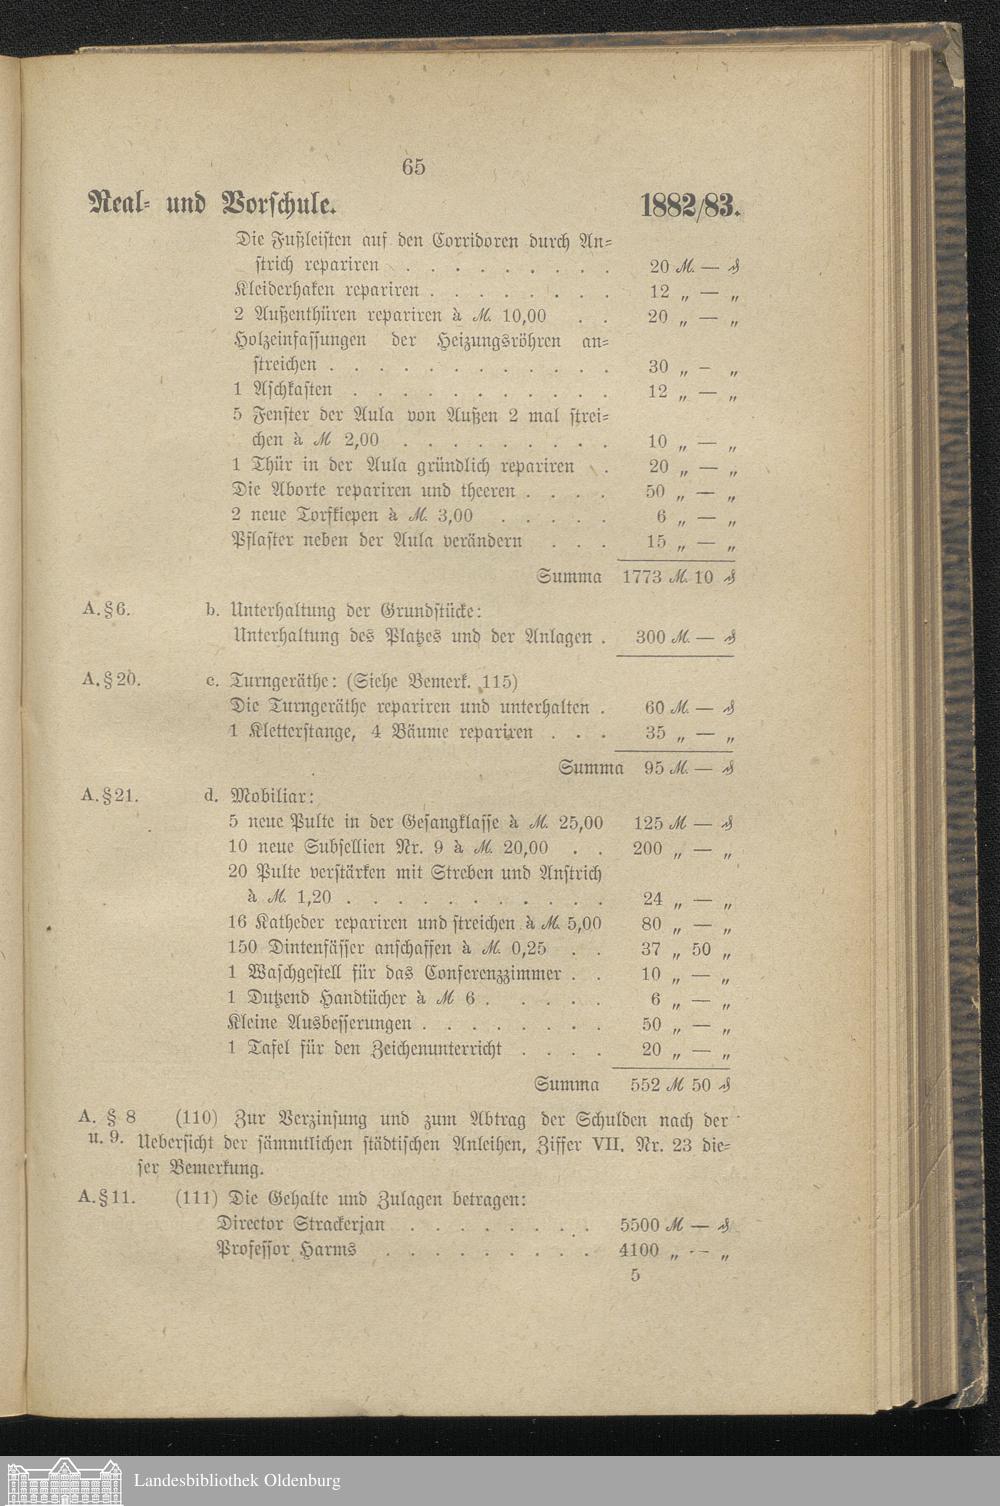 65
Real- und Vorschule. 1882/83.
Die Fußleisten auf den Corridoren durch An-
strich repariren . . . . . . . . . 20 M. — ₰
Kleiderhaken repariren . . . . . . . . 12 „ — „
2 Außenthüren repariren à M. 10,00 . . 20 „ — „
Holzeinfassungen der Heizungsröhren an-
streichen . . . . . . . . . . . . 30 „ – „
1 Aschkasten . . . . . . . . . . . 12 „ — „
5 Fenster der Aula von Außen 2 mal strei-
chen à M 2,00 . . . . . . . . . 10 „ — „
1 Thür in der Aula gründlich repariren . 20 „ — „
Die Aborte repariren und theeren . . . . 50 „ — „
2 neue Torfkiepen à M. 3,00 . . . . . 6 „ — „
Pflaster neben der Aula verändern . . . 15 „ — „
Summa 1773 M. 10 ₰
A. § 6. b. Unterhaltung der Grundstücke:
Unterhaltung des Platzes und der Anlagen . 300 M. — ₰
A. § 20. c. Turngeräthe: (Siehe Bemerk. 115)
Die Turngeräthe repariren und unterhalten . 60 M. — ₰
1 Kletterstange, 4 Bäume repariren . . . 35 „ — „
Summa 95 M. — ₰
A. § 21. d. Mobiliar:
5 neue Pulte in der Gesangklasse à M. 25,00 125 M — ₰
10 neue Subsellien Nr. 9 à M. 20,00 . . 200 „ — „
20 Pulte verstärken mit Streben und Anstrich
à M. 1,20 . . . . . . . . . . . 24 „ — „
16 Katheder repariren und streichen à M. 5,00 80 „ — „
150 Dintenfässer anschaffen à M. 0,25 . . 37 „ 50 „
1 Waschgestell für das Conferenzzimmer . . 10 „ — „
1 Dutzend Handtücher à M 6 . . . . . 6 „ — „
Kleine Ausbesserungen . . . . . . . . 50 „ — „
1 Tafel für den Zeichenunterricht . . . . 20 „ — „
Summa 552 M 50 ₰
A. § 8 (110) Zur Verzinsung und zum Abtrag der Schulden nach der
u. 9. Uebersicht der sämmtlichen städtischen Anleihen, Ziffer VII. Nr. 23 die-
ser Bemerkung.
A. § 11. (111) Die Gehalte und Zulagen betragen:
Director Strackerjan . . . . . . . . 5500 M — ₰
Professor Harms . . . . . . . . . 4100 „ — „
5
Landesbibliothek Oldenburg